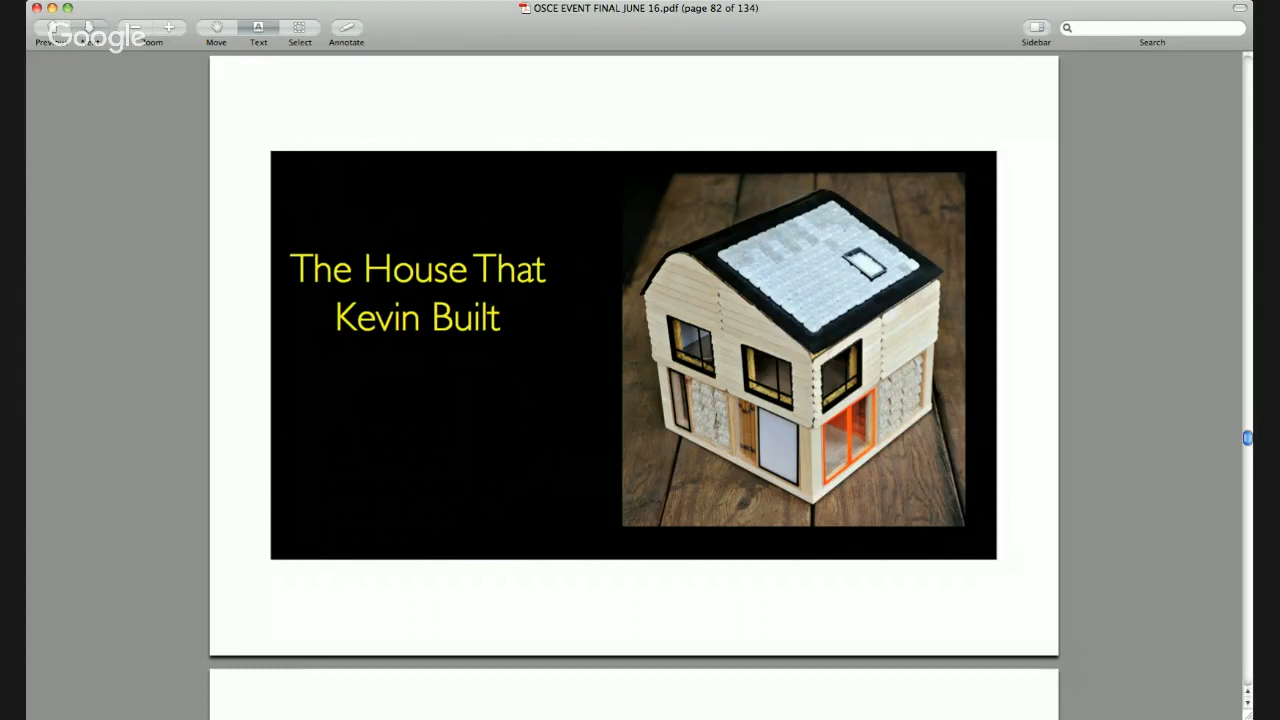 OSCE EVENT FINAL JUNE 16.pdf (page 82 of 134)
Google
Zoom
Move
Text
Select
Annotate
Sidebar
Search
The House That
Kevin Built